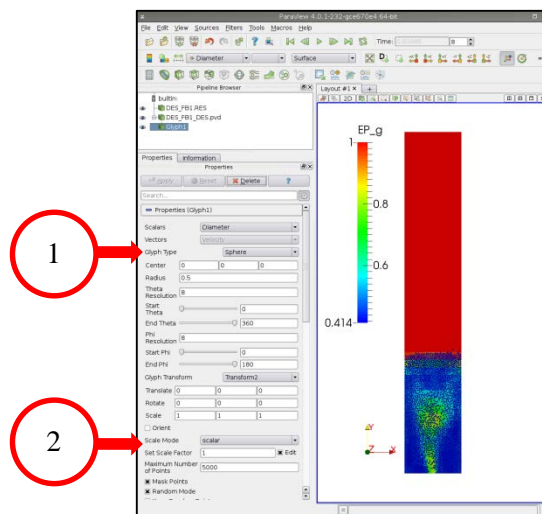 ParaView 4.0.1-232-gce670e4 64-bit
File Edit View Sources Filters Tools Macros Help
Time: 8
Diameter Surface
Pipeline Browser
Layout #1
builtin:
DES_FB1.RES
DES_FB1_DES.pvd
Glyph1
2D
Properties Information
Properties
Apply Reset Delete ?
Search...
Properties (Glyph1)
Scalars Diameter
Vectors Velocity
Glyph Type Sphere
Center 0 0 0
Radius 0.5
Theta Resolution 8
Start Theta 0
End Theta 360
Phi Resolution 8
Start Phi 0
End Phi 180
Glyph Transform Transform2
Translate 0 0 0
Rotate 0 0 0
Scale 1 1 1
Orient
Scale Mode scalar
Set Scale Factor 1 Edit
Maximum Number of Points 5000
Mask Points
Random Mode
EP_g
1
0.8
0.6
0.414
Y
Z X
1
2